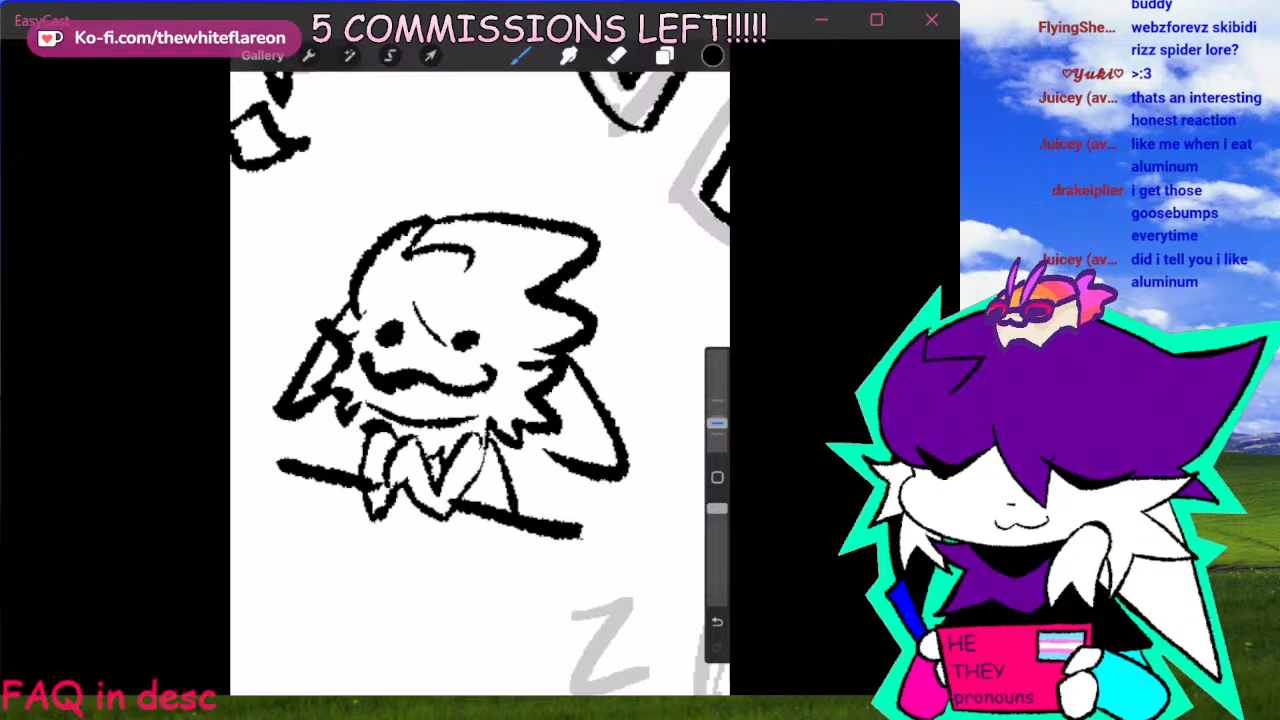 EasyCast
Ko-fi.com/thewhiteflareon
5 COMMISSIONS LEFT!!!!!
Gallery
buddy
FlyingShe… webzforevz skibidi
rizz spider lore?
♡𝓨𝓾𝓴𝓲♡ >:3
Juicey (av… thats an interesting
honest reaction
Juicey (av… like me when i eat
aluminum
drakeiplier i get those
goosebumps
everytime
Juicey (av… did i tell you i like
aluminum
HE
THEY
pronouns
Z
FAQ in desc